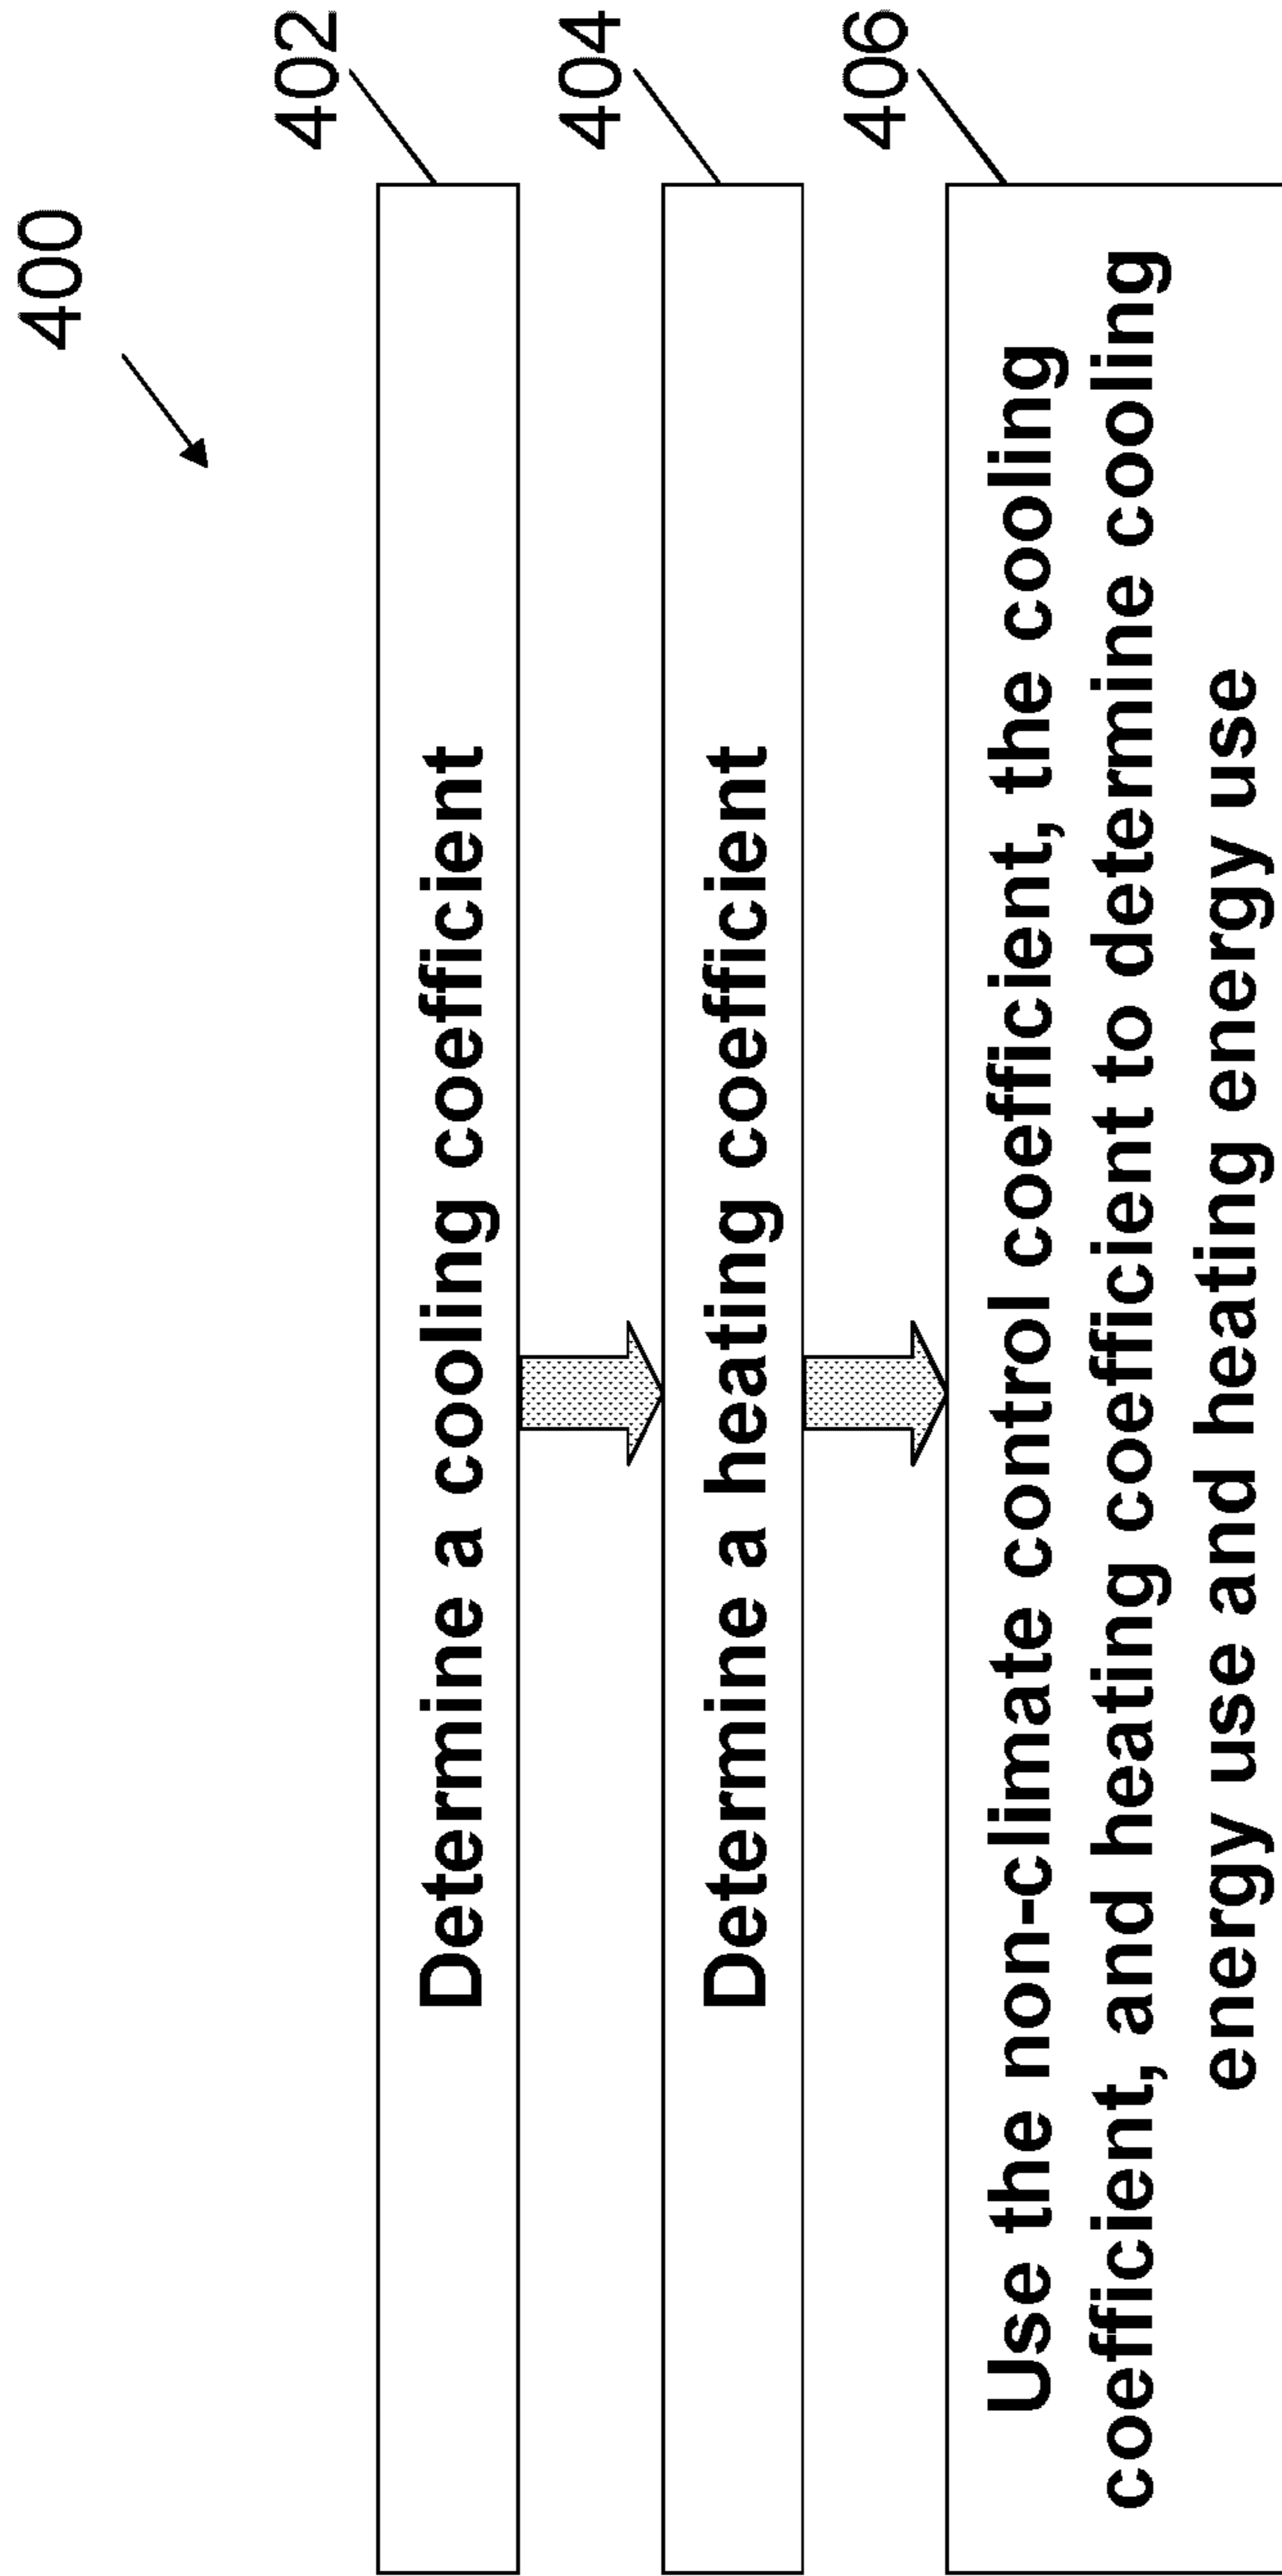 400
402
Determine a cooling coefficient
404
Determine a heating coefficient
406
Use the non-climate control coefficient, the cooling
coefficient, and heating coefficient to determine cooling
energy use and heating energy use